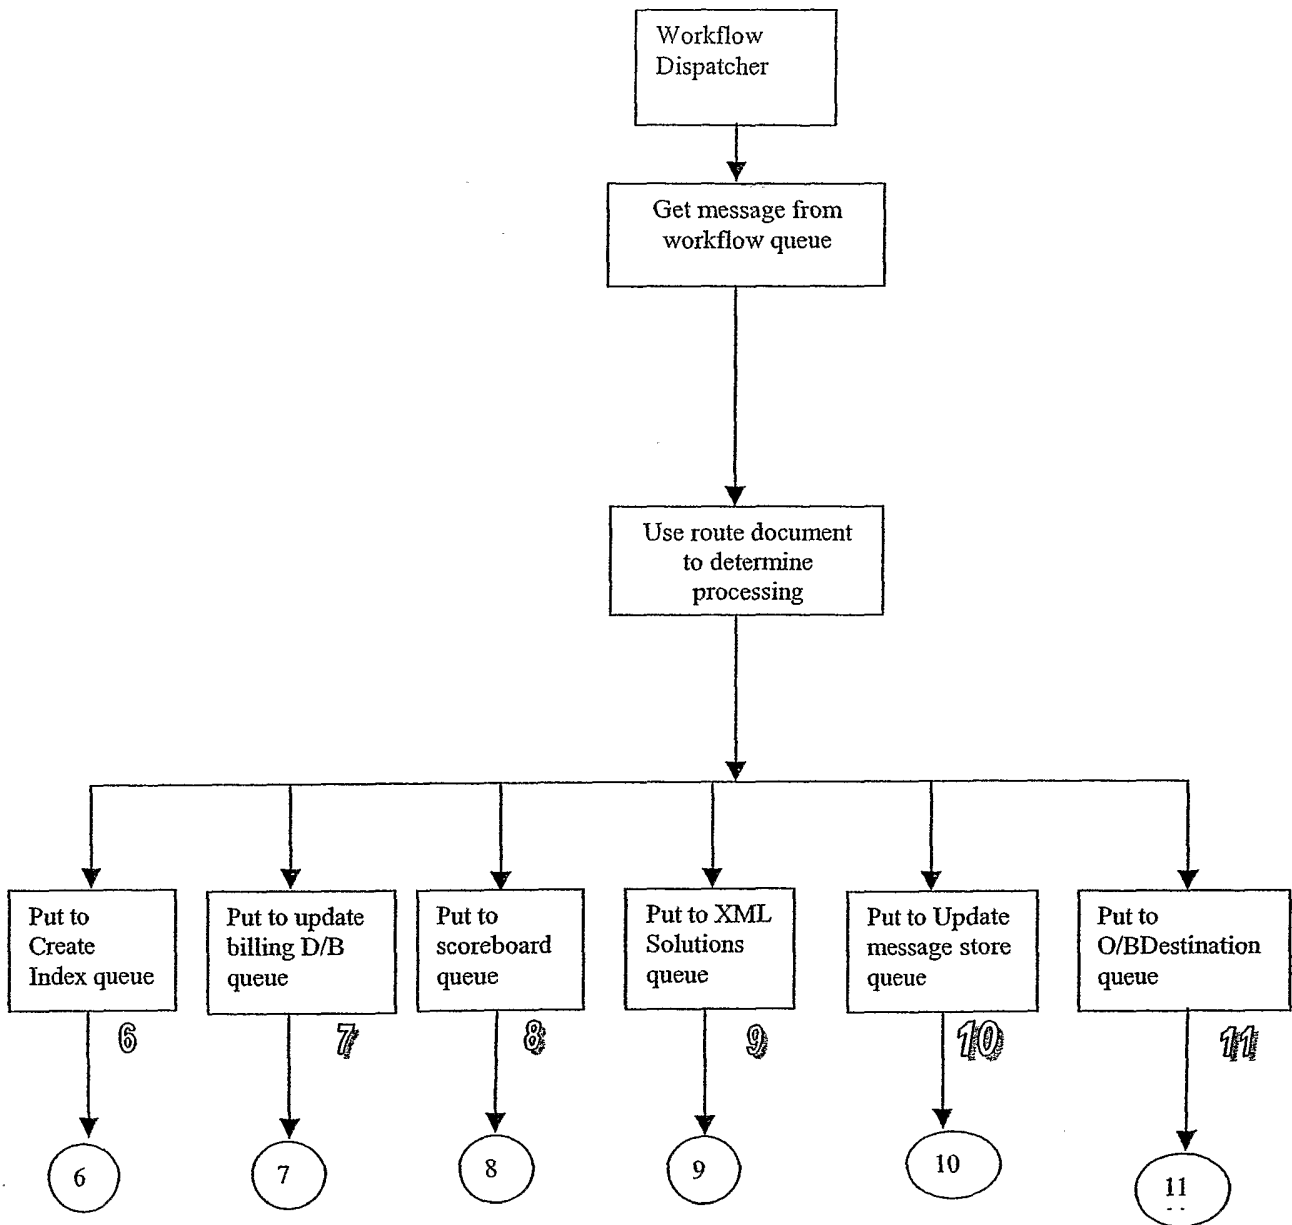 Workflow
Dispatcher
Get message from
workflow queue
Use route document
to determine
processing
Put to
Create
Index queue
Put to update
billing D/B
queue
Put to
scoreboard
queue
Put to XML
Solutions
queue
Put to Update
message store
queue
Put to
O/BDestination
queue
6
7
8
9
10
11
6
7
8
9
10
11